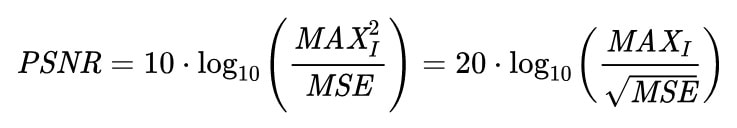 PSNR = 10 · log₁₀(MAX_I² / MSE) = 20 · log₁₀(MAX_I / √MSE)